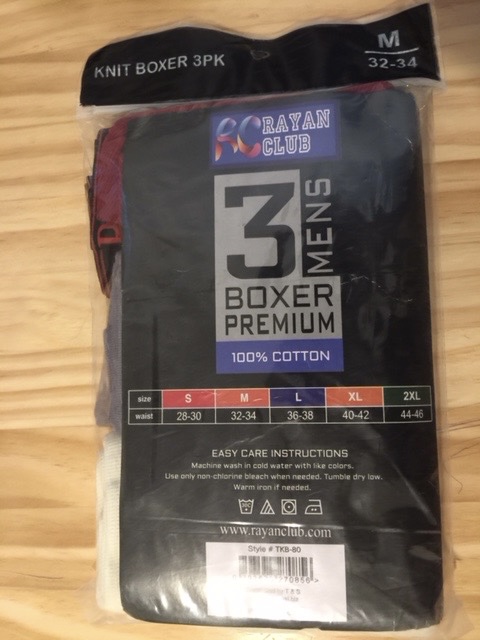 KNIT BOXER 3PK
M
32-34
RC RAYAN
CLUB
3 MENS
BOXER
PREMIUM
100% COTTON
size S M L XL 2XL
waist 28-30 32-34 36-38 40-42 44-46
EASY CARE INSTRUCTIONS
Machine wash in cold water with like colors.
Use only non-chlorine bleach when needed. Tumble dry low.
Warm iron if needed.
www.rayanclub.com
Style # TKB-80